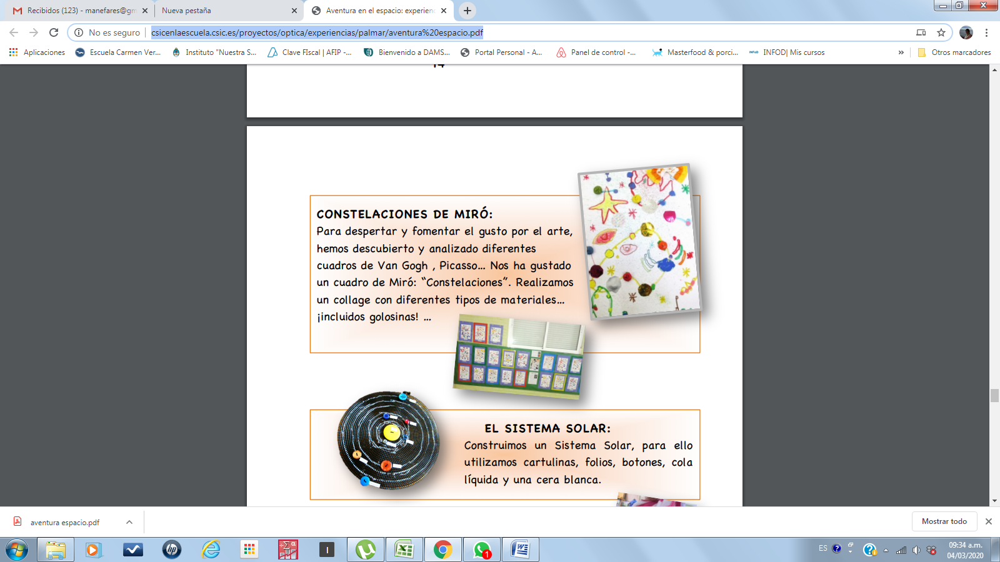 Recibidos (123) - manefares@gm
Nueva pestaña
Aventura en el espacio: experienc
No es seguro
csicenlaescuela.csic.es/proyectos/optica/experiencias/palmar/aventura%20espacio.pdf
Aplicaciones
Escuela Carmen Ver...
Instituto "Nuestra S...
Clave FIscal | AFIP -...
Bienvenido a DAMS...
Portal Personal - A...
Panel de control -...
Masterfood & porci...
INFOD| Mis cursos
»
Otros marcadores
14
CONSTELACIONES DE MIRÓ:
Para despertar y fomentar el gusto por el arte,
hemos descubierto y analizado diferentes
cuadros de Van Gogh , Picasso... Nos ha gustado
un cuadro de Miró: “Constelaciones”. Realizamos
un collage con diferentes tipos de materiales...
¡incluidos golosinas! ...
EL SISTEMA SOLAR:
Construimos un Sistema Solar, para ello
utilizamos cartulinas, folios, botones, cola
líquida y una cera blanca.
aventura espacio.pdf
Mostrar todo
ES
09:34 a.m.
04/03/2020
1